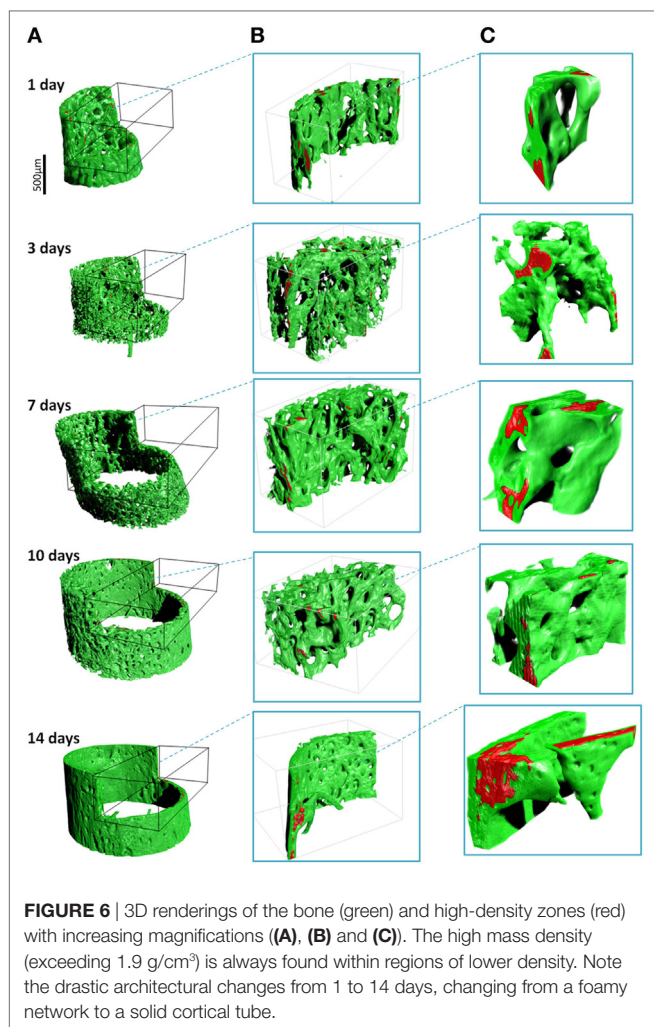 A B C
1 day
500µm
3 days
7 days
10 days
14 days
FIGURE 6 | 3D renderings of the bone (green) and high-density zones (red)
with increasing magnifications ((A), (B) and (C)). The high mass density
(exceeding 1.9 g/cm³) is always found within regions of lower density. Note
the drastic architectural changes from 1 to 14 days, changing from a foamy
network to a solid cortical tube.